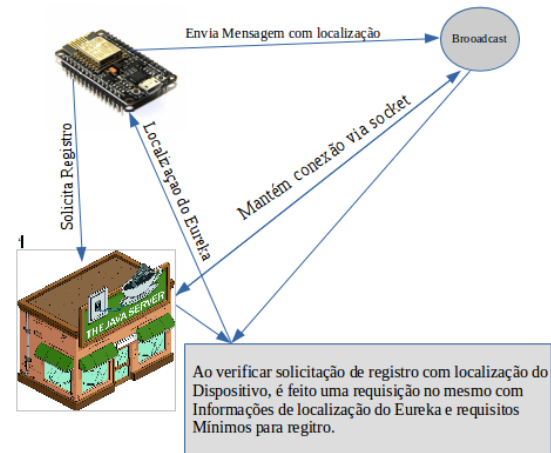 Envia Mensagem com localização
Brooadcast
Solicita Registro
Localizaçao do Eureka
Mantém conexão via socket
THE JAVA SERVER
Ao verificar solicitação de registro com localização do
Dispositivo, é feito uma requisição no mesmo com
Informações de localização do Eureka e requisitos
Mínimos para regitro.